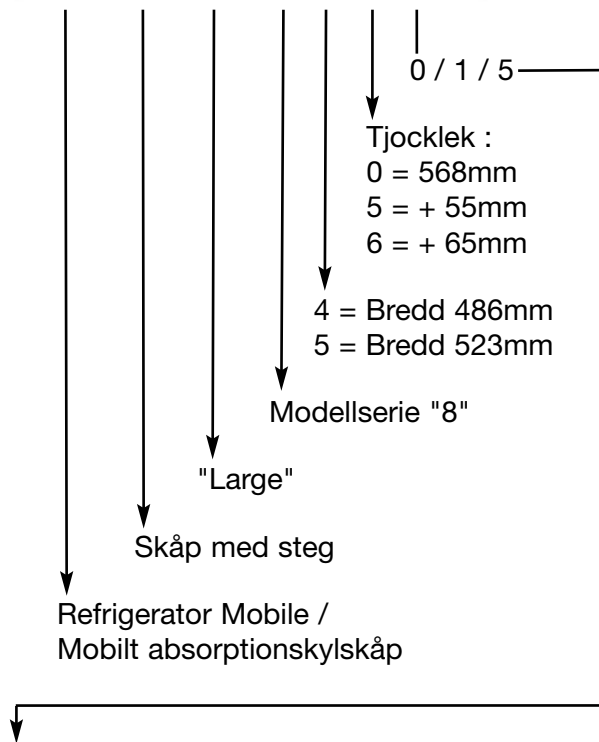 0 / 1 / 5
Tjocklek :
0 = 568mm
5 = + 55mm
6 = + 65mm
4 = Bredd 486mm
5 = Bredd 523mm
Modellserie "8"
"Large"
Skåp med steg
Refrigerator Mobile /
Mobilt absorptionskylskåp